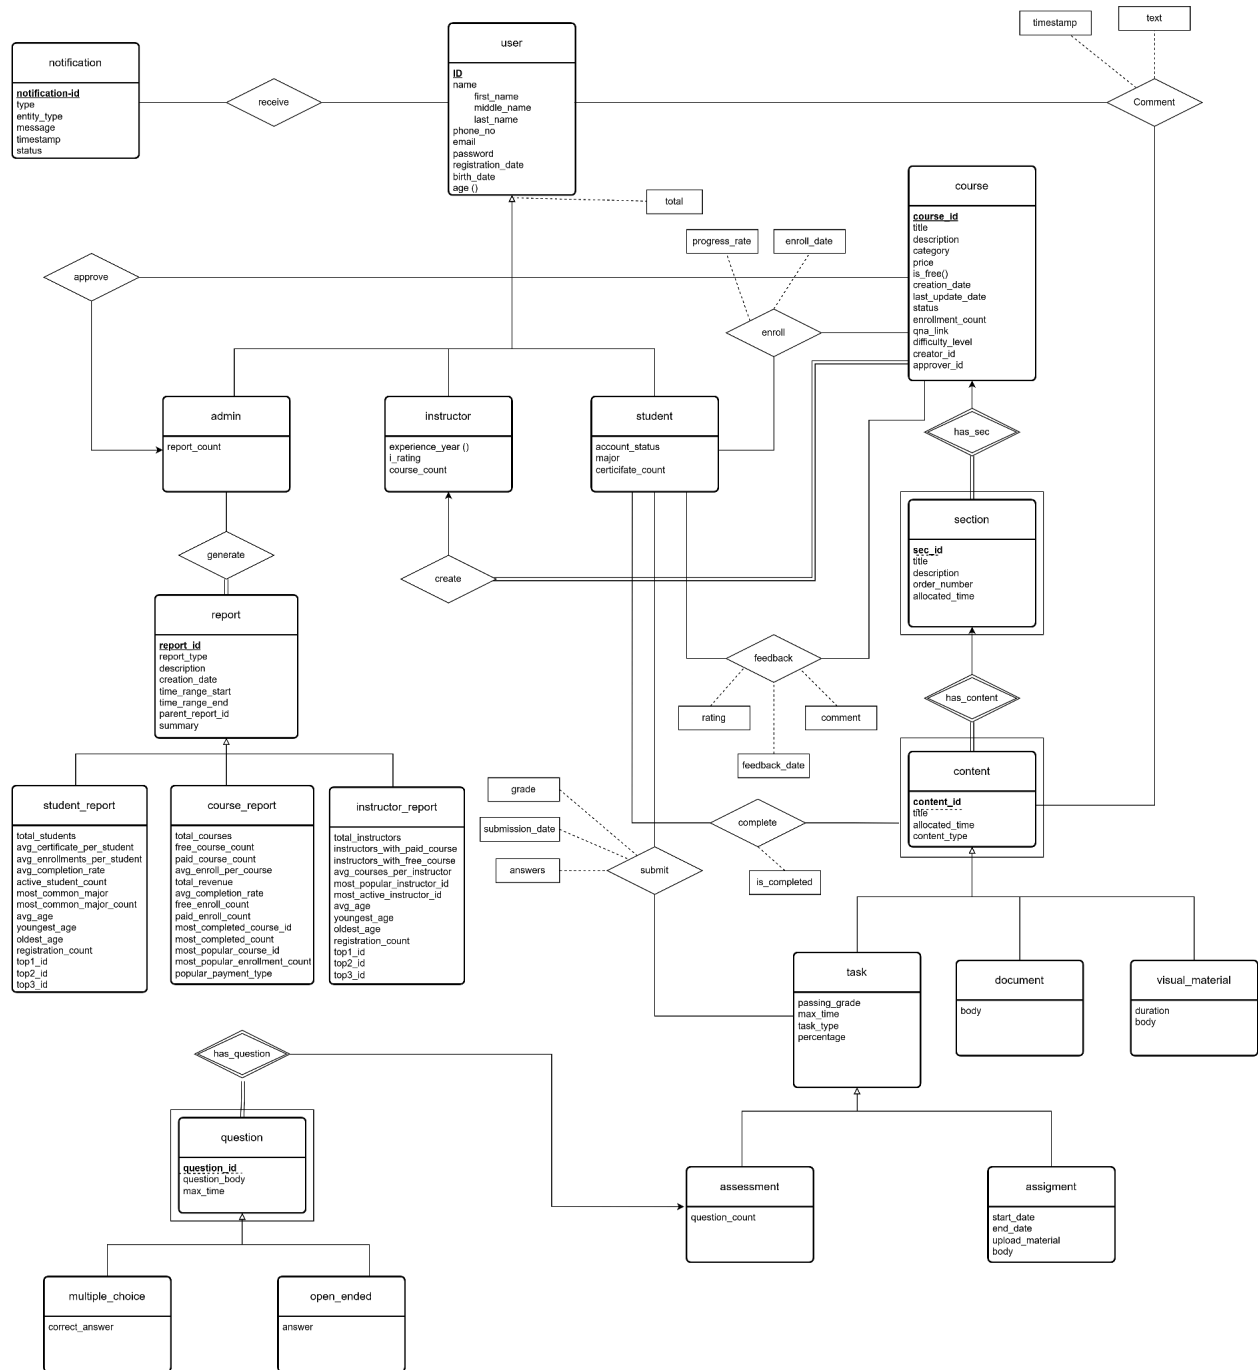 timestamp
text
user
notification
ID
name
first_name
middle_name
last_name
phone_no
email
password
registration_date
birth_date
age ()
notification-id
type
entity_type
message
timestamp
status
receive
Comment
total
course
course_id
title
description
category
price
is_free()
creation_date
last_update_date
status
enrollment_count
qna_link
difficulty_level
creator_id
approver_id
progress_rate
enroll_date
approve
enroll
admin
report_count
instructor
experience_year ()
i_rating
course_count
student
account_status
major
certicifate_count
has_sec
section
sec_id
title
description
order_number
allocated_time
generate
create
report
report_id
report_type
description
creation_date
time_range_start
time_range_end
parent_report_id
summary
feedback
rating
comment
feedback_date
has_content
content
content_id
title
allocated_time
content_type
student_report
total_students
avg_certificate_per_student
avg_enrollments_per_student
avg_completion_rate
active_student_count
most_common_major
most_common_major_count
avg_age
youngest_age
oldest_age
registration_count
top1_id
top2_id
top3_id
course_report
total_courses
free_course_count
paid_course_count
avg_enroll_per_course
total_revenue
avg_completion_rate
free_enroll_count
paid_enroll_count
most_completed_course_id
most_completed_count
most_popular_course_id
most_popular_enrollment_count
popular_payment_type
instructor_report
total_instructors
instructors_with_paid_course
instructors_with_free_course
avg_courses_per_instructor
most_popular_instructor_id
most_active_instructor_id
avg_age
youngest_age
oldest_age
registration_count
top1_id
top2_id
top3_id
grade
submission_date
answers
submit
complete
is_completed
task
passing_grade
max_time
task_type
percentage
document
body
visual_material
duration
body
has_question
question
question_id
question_body
max_time
assessment
question_count
assigment
start_date
end_date
upload_material
body
multiple_choice
correct_answer
open_ended
answer